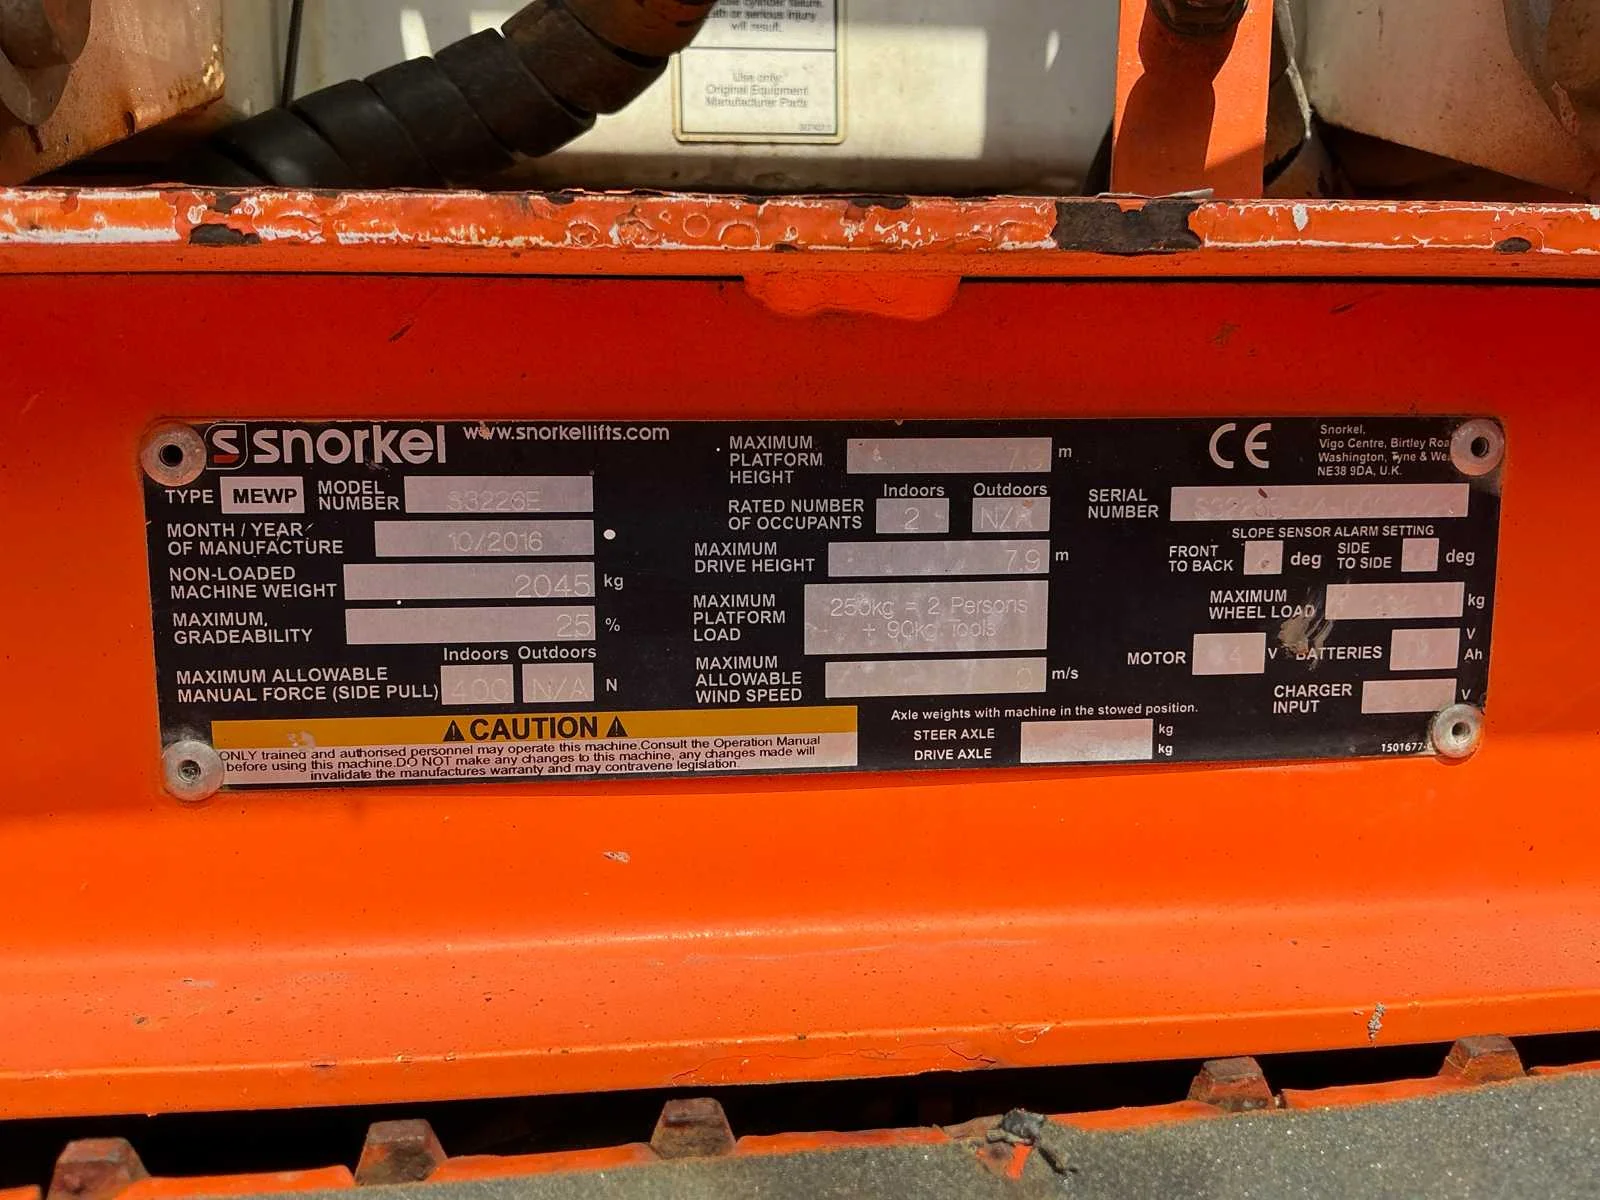 will result.
Use only:
Original Equipment
Manufacturer Parts
snorkel www.snorkellifts.com
TYPE MEWP MODEL NUMBER S3226E
MONTH / YEAR OF MANUFACTURE 10/2016
NON-LOADED MACHINE WEIGHT 2045 kg
MAXIMUM, GRADEABILITY 25 %
Indoors Outdoors
MAXIMUM ALLOWABLE MANUAL FORCE (SIDE PULL) 400 N/A N
CAUTION
ONLY trained and authorised personnel may operate this machine.Consult the Operation Manual
before using this machine.DO NOT make any changes to this machine, any changes made will
invalidate the manufactures warranty and may contravene legislation.
MAXIMUM PLATFORM HEIGHT 7.9 m
Indoors Outdoors
RATED NUMBER OF OCCUPANTS 2 N/A
MAXIMUM DRIVE HEIGHT 7.9 m
MAXIMUM PLATFORM LOAD 250kg = 2 Persons + 90kg Tools
MAXIMUM ALLOWABLE WIND SPEED 0 m/s
Axle weights with machine in the stowed position.
STEER AXLE kg
DRIVE AXLE kg
CE
Snorkel,
Vigo Centre, Birtley
Washington, Tyne &
NE38 9DA, U.K.
SERIAL NUMBER
SLOPE SENSOR ALARM SETTING
FRONT TO BACK deg SIDE TO SIDE deg
MAXIMUM WHEEL LOAD kg
MOTOR V BATTERIES V Ah
CHARGER INPUT V